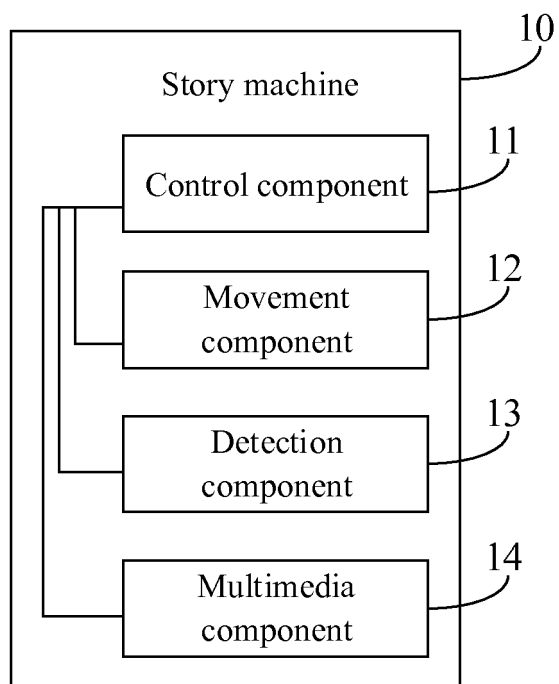 10
Story machine
11
Control component
12
Movement
component
13
Detection
component
14
Multimedia
component